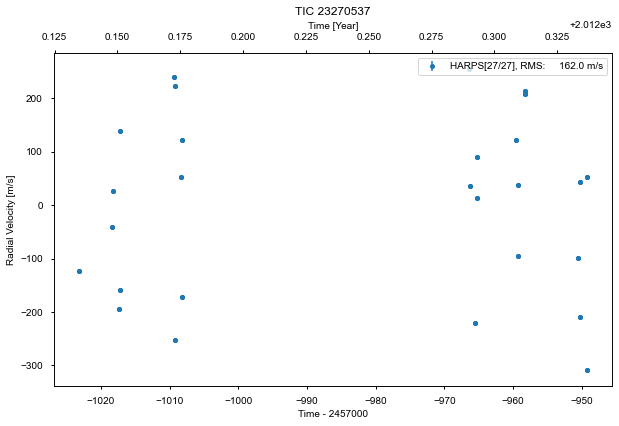 TIC 23270537
Time [Year]
+2.012e3
0.125 0.150 0.175 0.200 0.225 0.250 0.275 0.300 0.325
HARPS[27/27], RMS: 162.0 m/s
Radial Velocity [m/s]
200
100
0
−100
−200
−300
−1020 −1010 −1000 −990 −980 −970 −960 −950
Time - 2457000